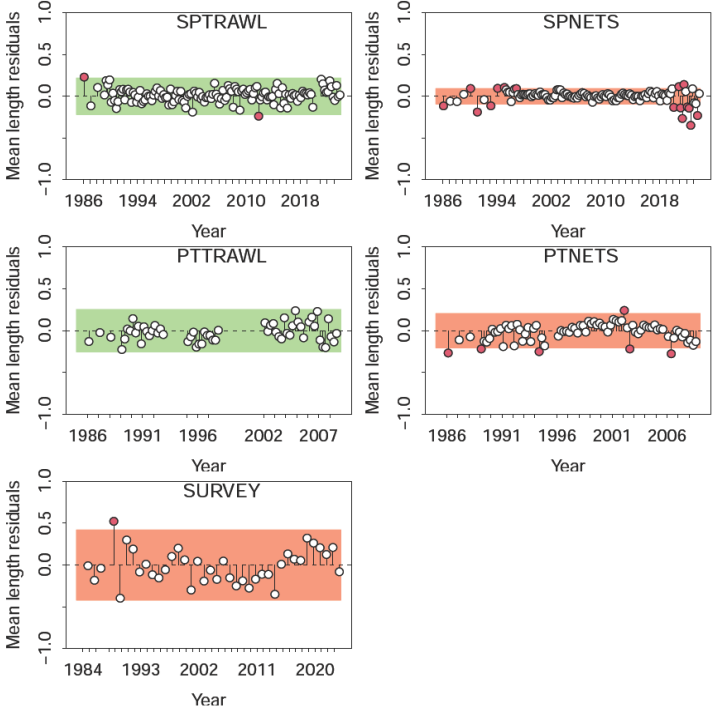 SPTRAWL
Mean length residuals
1.0
0.5
0.0
−1.0
1986 1994 2002 2010 2018
Year
SPNETS
Mean length residuals
1.0
0.5
0.0
−1.0
1986 1994 2002 2010 2018
Year
PTTRAWL
Mean length residuals
1.0
0.5
0.0
−1.0
1986 1991 1996 2002 2007
Year
PTNETS
Mean length residuals
1.0
0.5
0.0
−1.0
1986 1991 1996 2001 2006
Year
SURVEY
Mean length residuals
1.0
0.5
0.0
−1.0
1984 1993 2002 2011 2020
Year